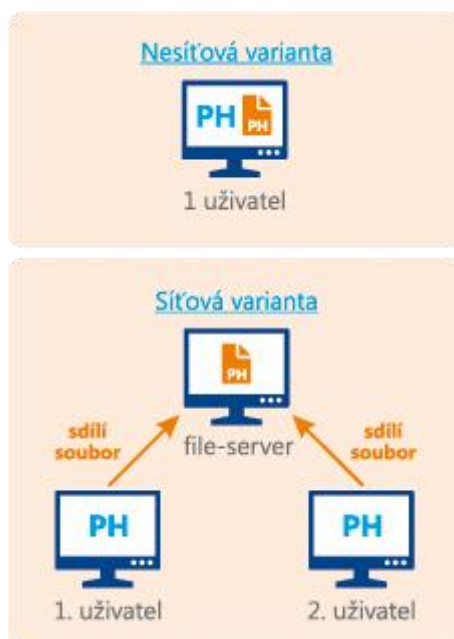 Nesíťová varianta
PH PH
1 uživatel
Síťová varianta
PH
sdílí
soubor
file-server
sdílí
soubor
PH
PH
1. uživatel
2. uživatel